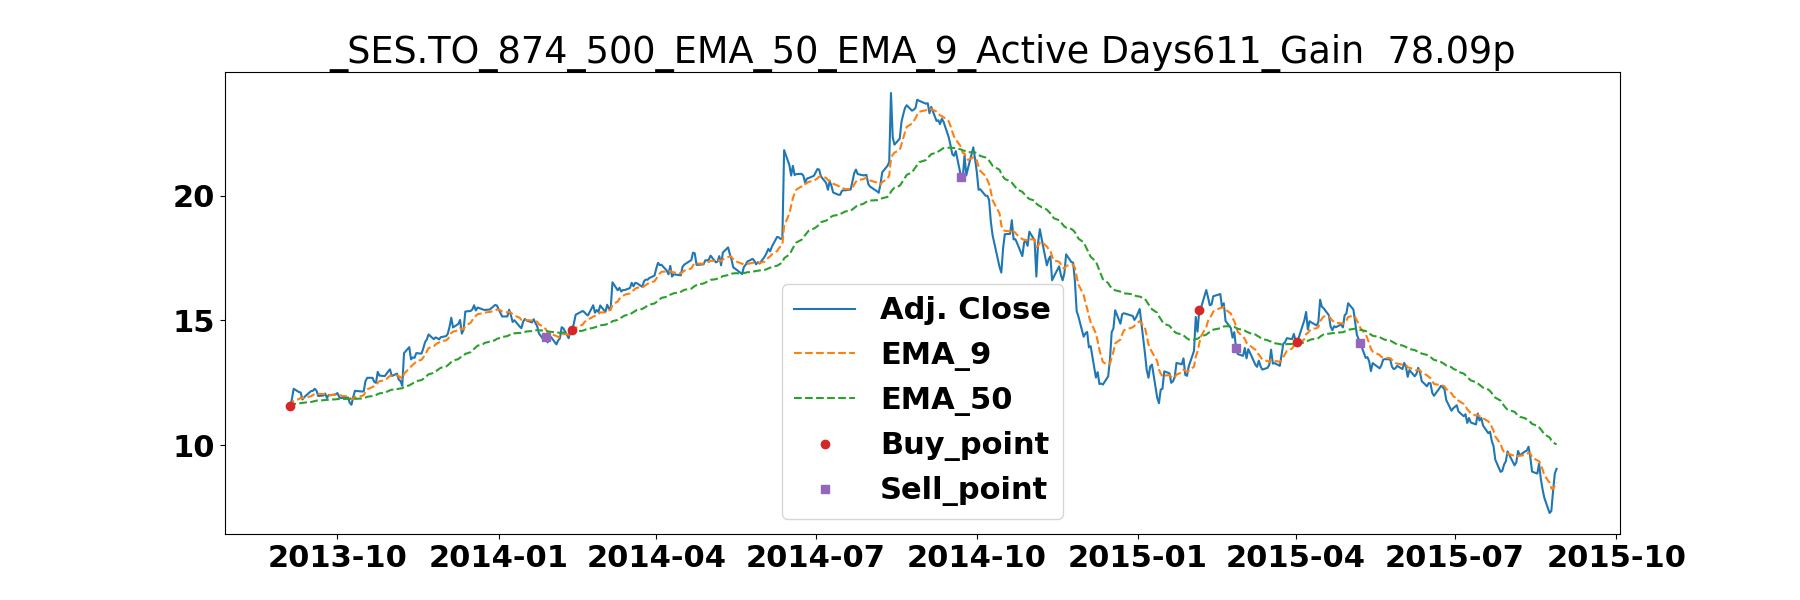 _SES.TO_874_500_EMA_50_EMA_9_Active Days611_Gain  78.09p
20
15
10
Adj. Close
EMA_9
EMA_50
Buy_point
Sell_point
2013-10 2014-01 2014-04 2014-07 2014-10 2015-01 2015-04 2015-07 2015-10